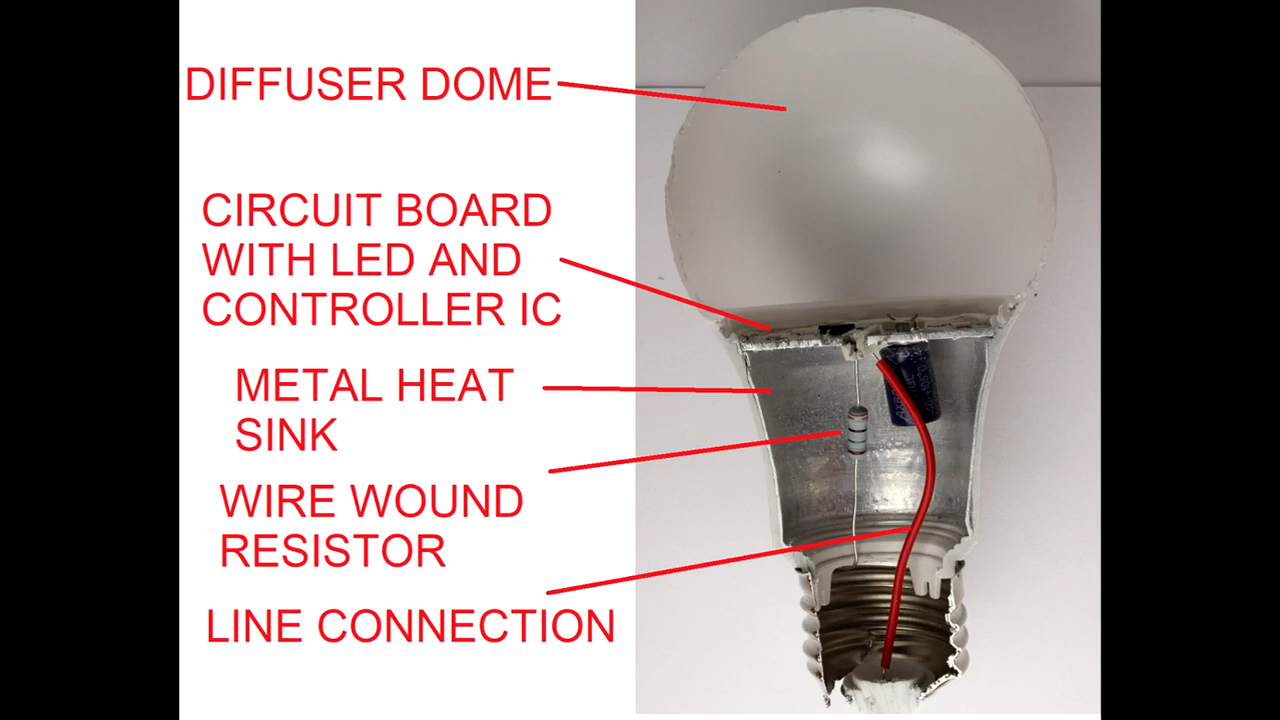 DIFFUSER DOME
CIRCUIT BOARD
WITH LED AND
CONTROLLER IC
METAL HEAT
SINK
WIRE WOUND
RESISTOR
LINE CONNECTION